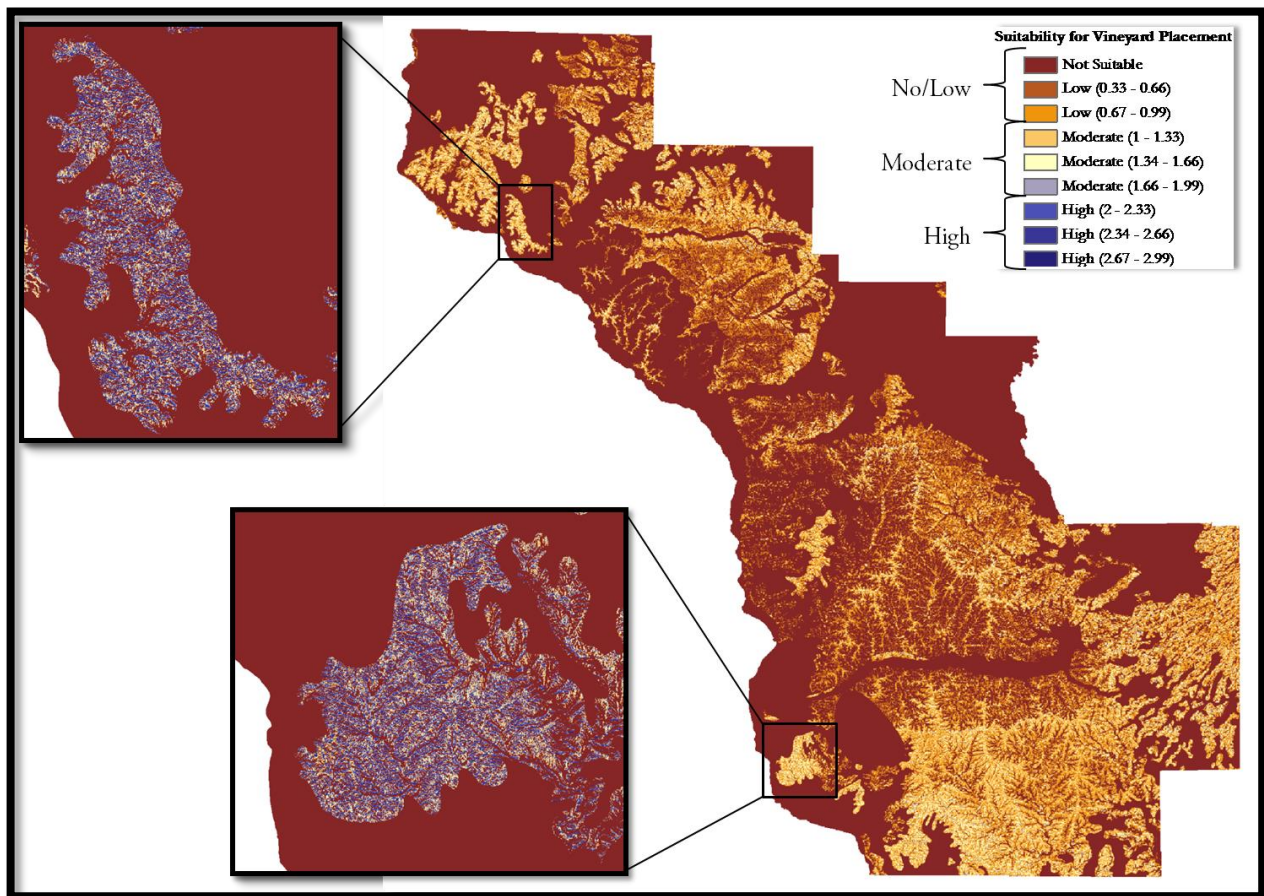 Suitability for Vineyard Placement
No/Low
Not Suitable
Low (0.33 - 0.66)
Low (0.67 - 0.99)
Moderate
Moderate (1 - 1.33)
Moderate (1.34 - 1.66)
Moderate (1.66 - 1.99)
High
High (2 - 2.33)
High (2.34 - 2.66)
High (2.67 - 2.99)